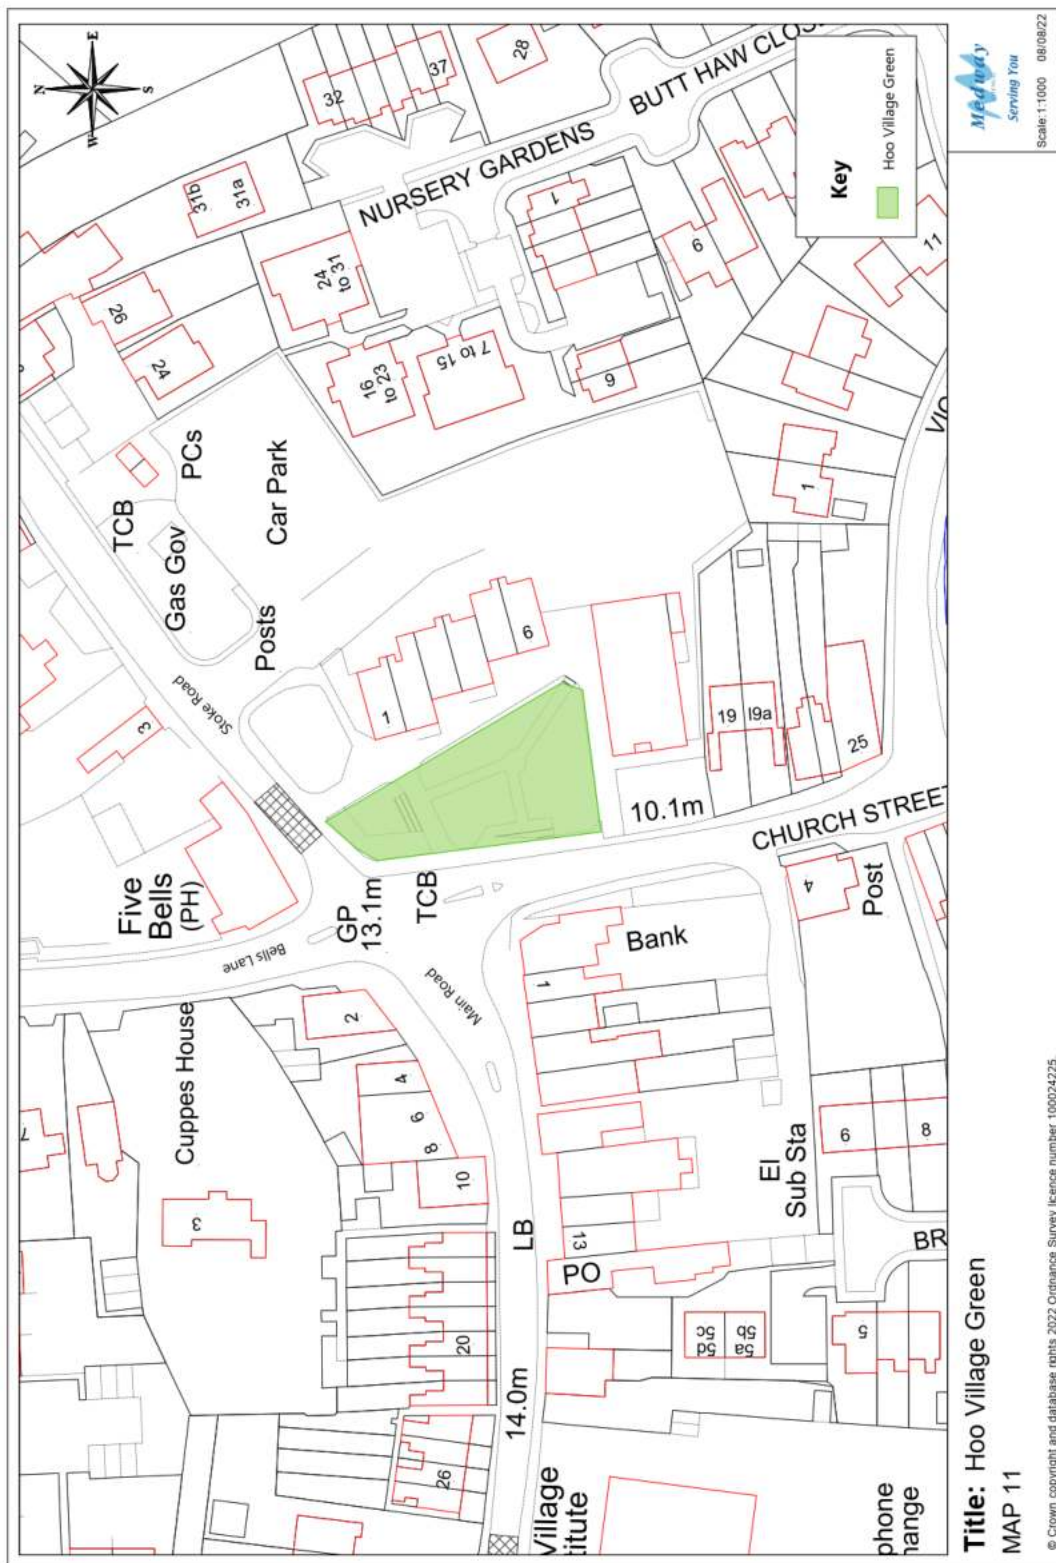 N
E
S
W
32
37
28
31b
31a
NURSERY GARDENS
BUTT HAW CLOS
24
to 31
16
to 23
7 to 15
1
9
6
11
1
VIC
26
24
TCB
PCs
Gas Gov
Car Park
Posts
Stoke Road
3
1
6
Five
Bells
(PH)
Bells Lane
GP
13.1m
TCB
Main Road
10.1m
19
19a
25
CHURCH STREET
4
Post
Bank
1
Cuppes House
2
4
6
8
10
7
3
20
26
14.0m
LB
13
PO
El
Sub Sta
9
8
BR
5d
5c
5a
5b
5
Village
titute
phone
hange
Key
Hoo Village Green
Medway
Serving You
Scale:1:1000 08/08/22
Title: Hoo Village Green
MAP 11
© Crown copyright and database rights 2022 Ordnance Survey licence number 100024225